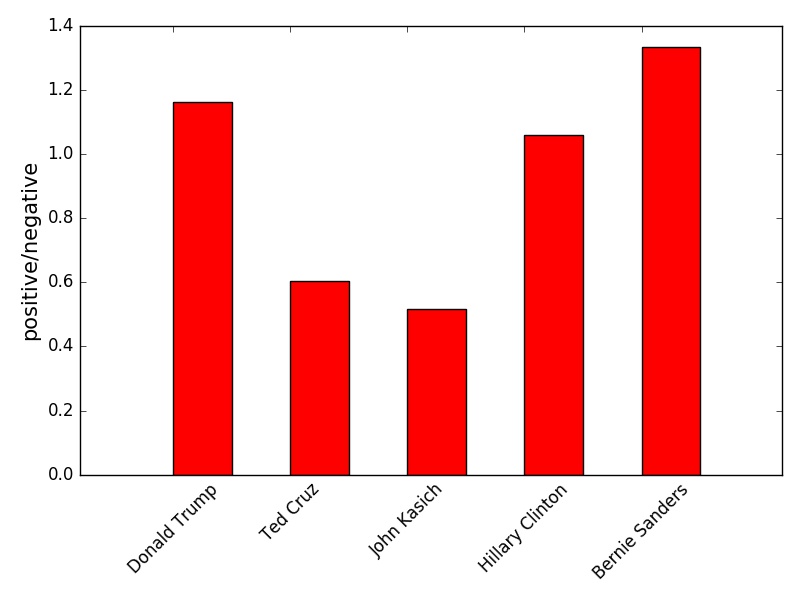 1.4
1.2
1.0
0.8
0.6
0.4
0.2
0.0
positive/negative
Donald Trump
Ted Cruz
John Kasich
Hillary Clinton
Bernie Sanders